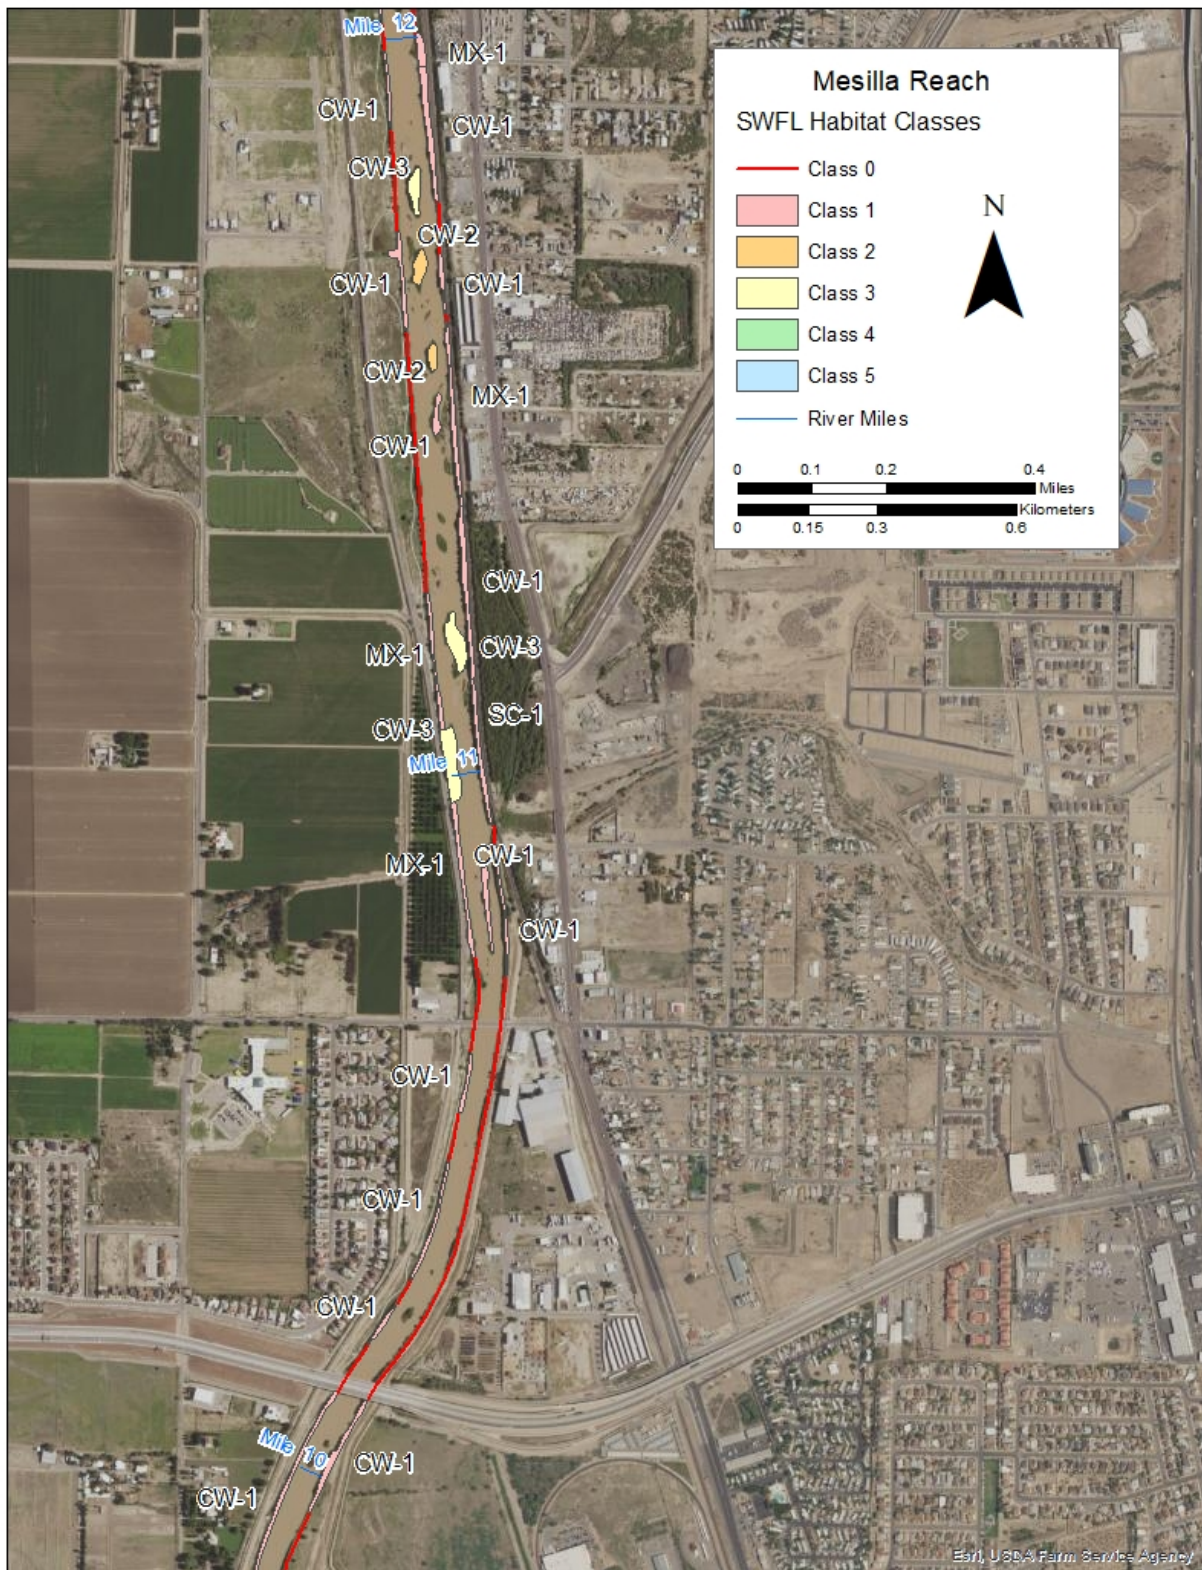 Mile 12
MX-1
CW-1
CW-1
CW-3
CW-2
CW-1
CW-1
CW-2
MX-1
CW-1
CW-1
CW-3
MX-1
SC-1
CW-3
Mile 11
CW-1
MX-1
CW-1
CW-1
CW-1
CW-1
Mile 10
CW-1
CW-1
Mesilla Reach
SWFL Habitat Classes
Class 0
Class 1
Class 2
Class 3
Class 4
Class 5
River Miles
N
0 0.1 0.2 0.4
Miles
Kilometers
0 0.15 0.3 0.6
Esri, USDA Farm Service Agency